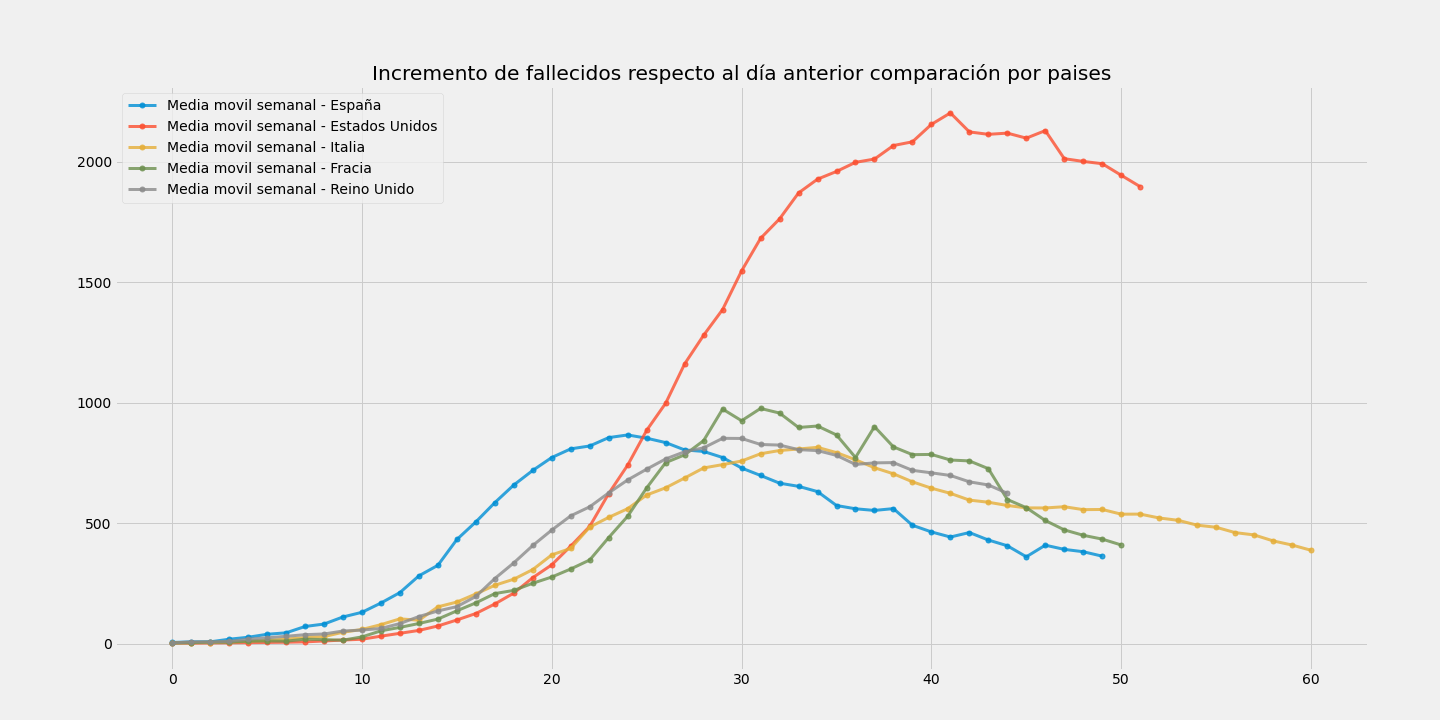 Incremento de fallecidos respecto al día anterior comparación por paises
Media movil semanal - España
Media movil semanal - Estados Unidos
Media movil semanal - Italia
Media movil semanal - Fracia
Media movil semanal - Reino Unido
2000
1500
1000
500
0
0 10 20 30 40 50 60